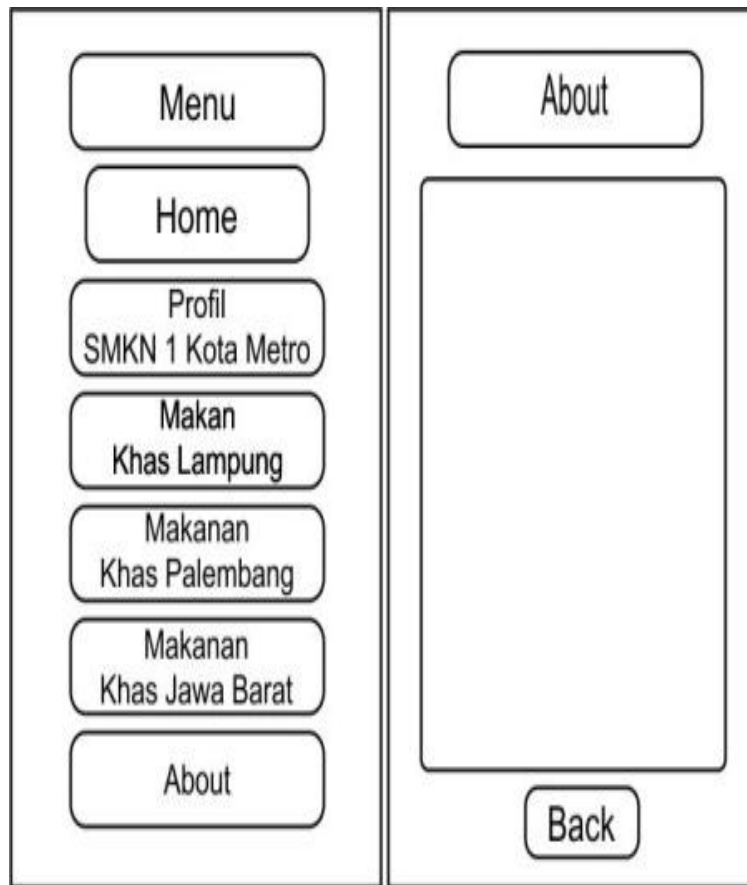 Menu
Home
Profil
SMKN 1 Kota Metro
Makan
Khas Lampung
Makanan
Khas Palembang
Makanan
Khas Jawa Barat
About
About
Back